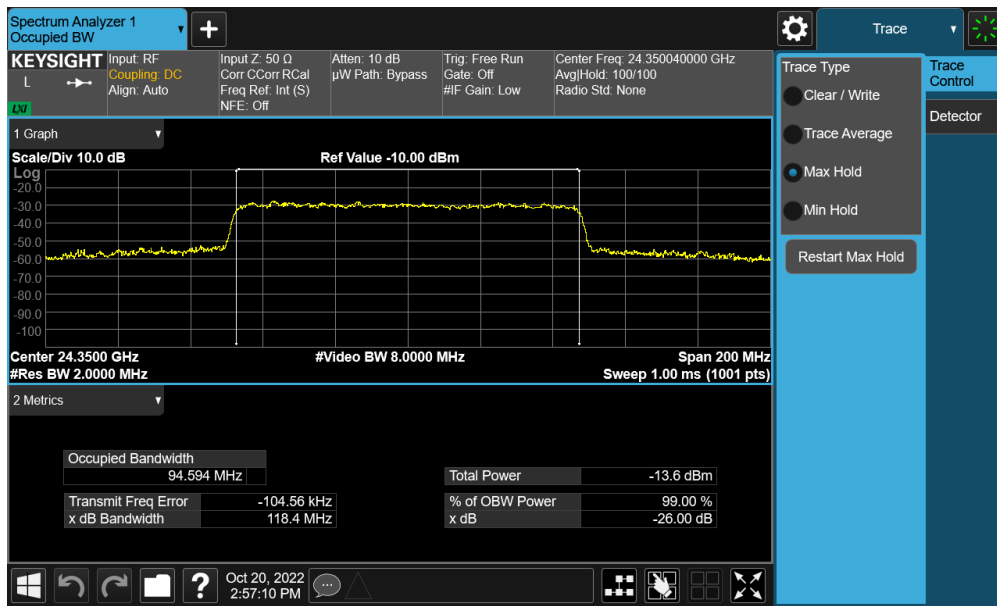 Spectrum Analyzer 1
Occupied BW
Trace
KEYSIGHT
L
LXI
Input: RF
Coupling: DC
Align: Auto
Input Z: 50 Ω
Corr CCorr RCal
Freq Ref: Int (S)
NFE: Off
Atten: 10 dB
µW Path: Bypass
Trig: Free Run
Gate: Off
#IF Gain: Low
Center Freq: 24.350040000 GHz
Avg|Hold: 100/100
Radio Std: None
Trace Type
Clear / Write
Trace Average
Max Hold
Min Hold
Restart Max Hold
Trace
Control
Detector
1 Graph
Scale/Div 10.0 dB
Ref Value -10.00 dBm
Log
-20.0
-30.0
-40.0
-50.0
-60.0
-70.0
-80.0
-90.0
-100
Center 24.3500 GHz
#Video BW 8.0000 MHz
Span 200 MHz
#Res BW 2.0000 MHz
Sweep 1.00 ms (1001 pts)
2 Metrics
Occupied Bandwidth
94.594 MHz
Total Power -13.6 dBm
Transmit Freq Error -104.56 kHz
% of OBW Power 99.00 %
x dB Bandwidth 118.4 MHz
x dB -26.00 dB
?
Oct 20, 2022
2:57:10 PM